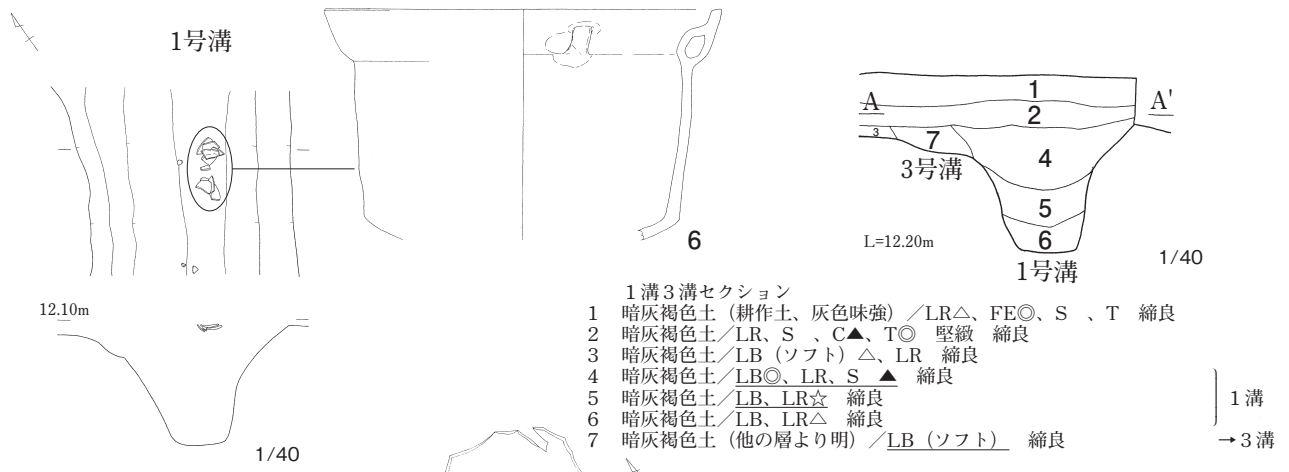 1号溝
6
12.10m
1/40
A
A'
1
2
3
7
4
3号溝
5
6
L=12.20m
1号溝
1/40
1溝3溝セクション
1 暗灰褐色土（耕作土、灰色味強）／LR△、FE◎、S 、T 締良
2 暗灰褐色土／LR、S 、C▲、T◎ 堅緻 締良
3 暗灰褐色土／LB（ソフト）△、LR 締良
4 暗灰褐色土／LB◎、LR、S ▲ 締良
5 暗灰褐色土／LB、LR☆ 締良
6 暗灰褐色土／LB、LR△ 締良
1溝
7 暗灰褐色土（他の層より明）／LB（ソフト） 締良 →3溝